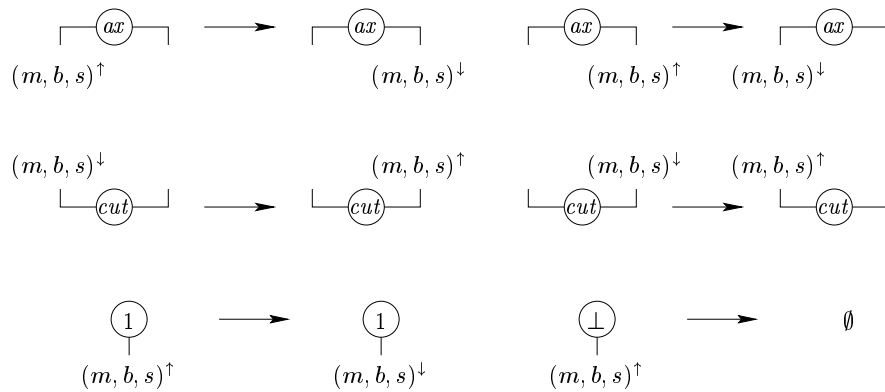 ax ax ax ax
(m, b, s)↑ (m, b, s)↓ (m, b, s)↑ (m, b, s)↓
(m, b, s)↓ (m, b, s)↑ (m, b, s)↓ (m, b, s)↑
cut cut cut cut
1 1 ⊥ ∅
(m, b, s)↑ (m, b, s)↓ (m, b, s)↑